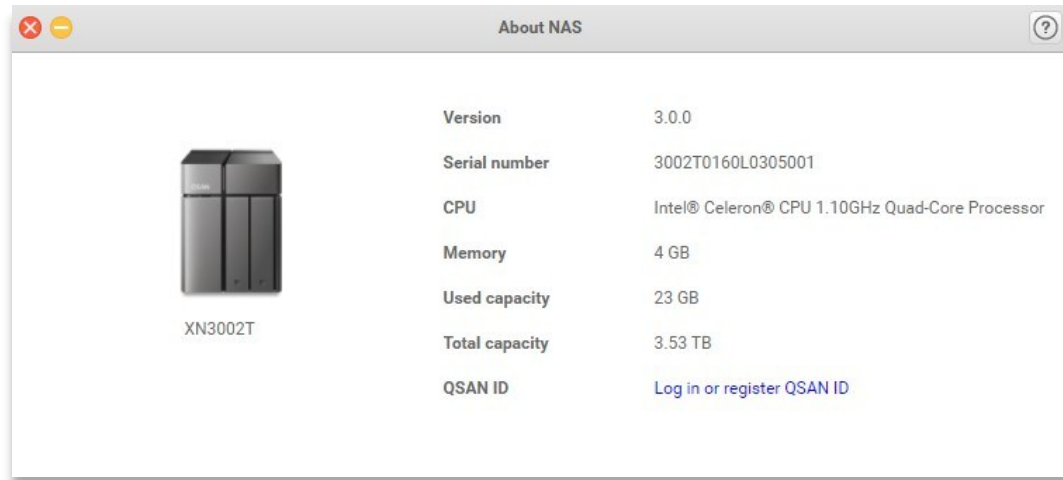 About NAS
Version 3.0.0
Serial number 3002T0160L0305001
CPU Intel® Celeron® CPU 1.10GHz Quad-Core Processor
Memory 4 GB
Used capacity 23 GB
Total capacity 3.53 TB
QSAN ID Log in or register QSAN ID
QSAN
XN3002T